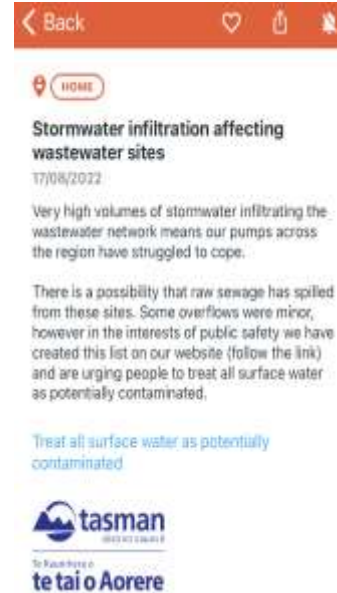 Back
HOME
Stormwater infiltration affecting
wastewater sites
17/08/2022
Very high volumes of stormwater infiltrating the
wastewater network means our pumps across
the region have struggled to cope.
There is a possibility that raw sewage has spilled
from these sites. Some overflows were minor,
however in the interests of public safety we have
created this list on our website (follow the link)
and are urging people to treat all surface water
as potentially contaminated.
Treat all surface water as potentially
contaminated
tasman
district council
Te Kaunihera o
te tai o Aorere